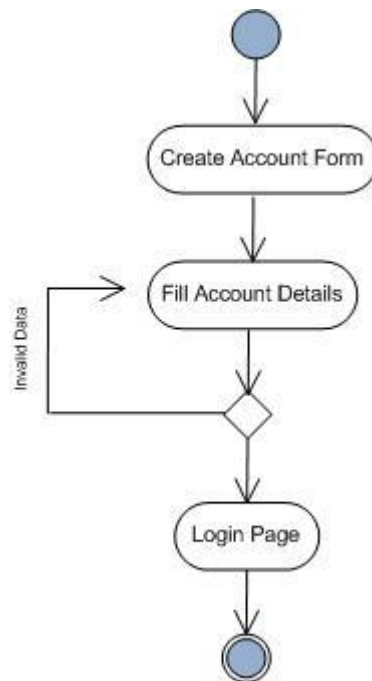 Create Account Form
Fill Account Details
Invalid Data
Login Page